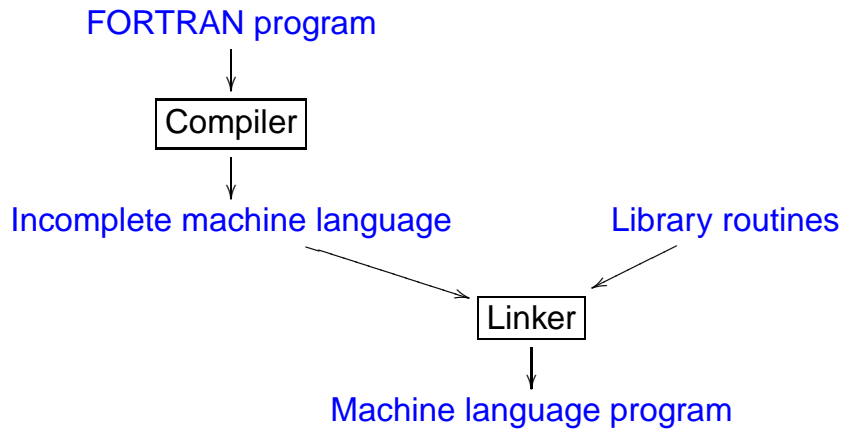 FORTRAN program
Compiler
Incomplete machine language
Library routines
Linker
Machine language program